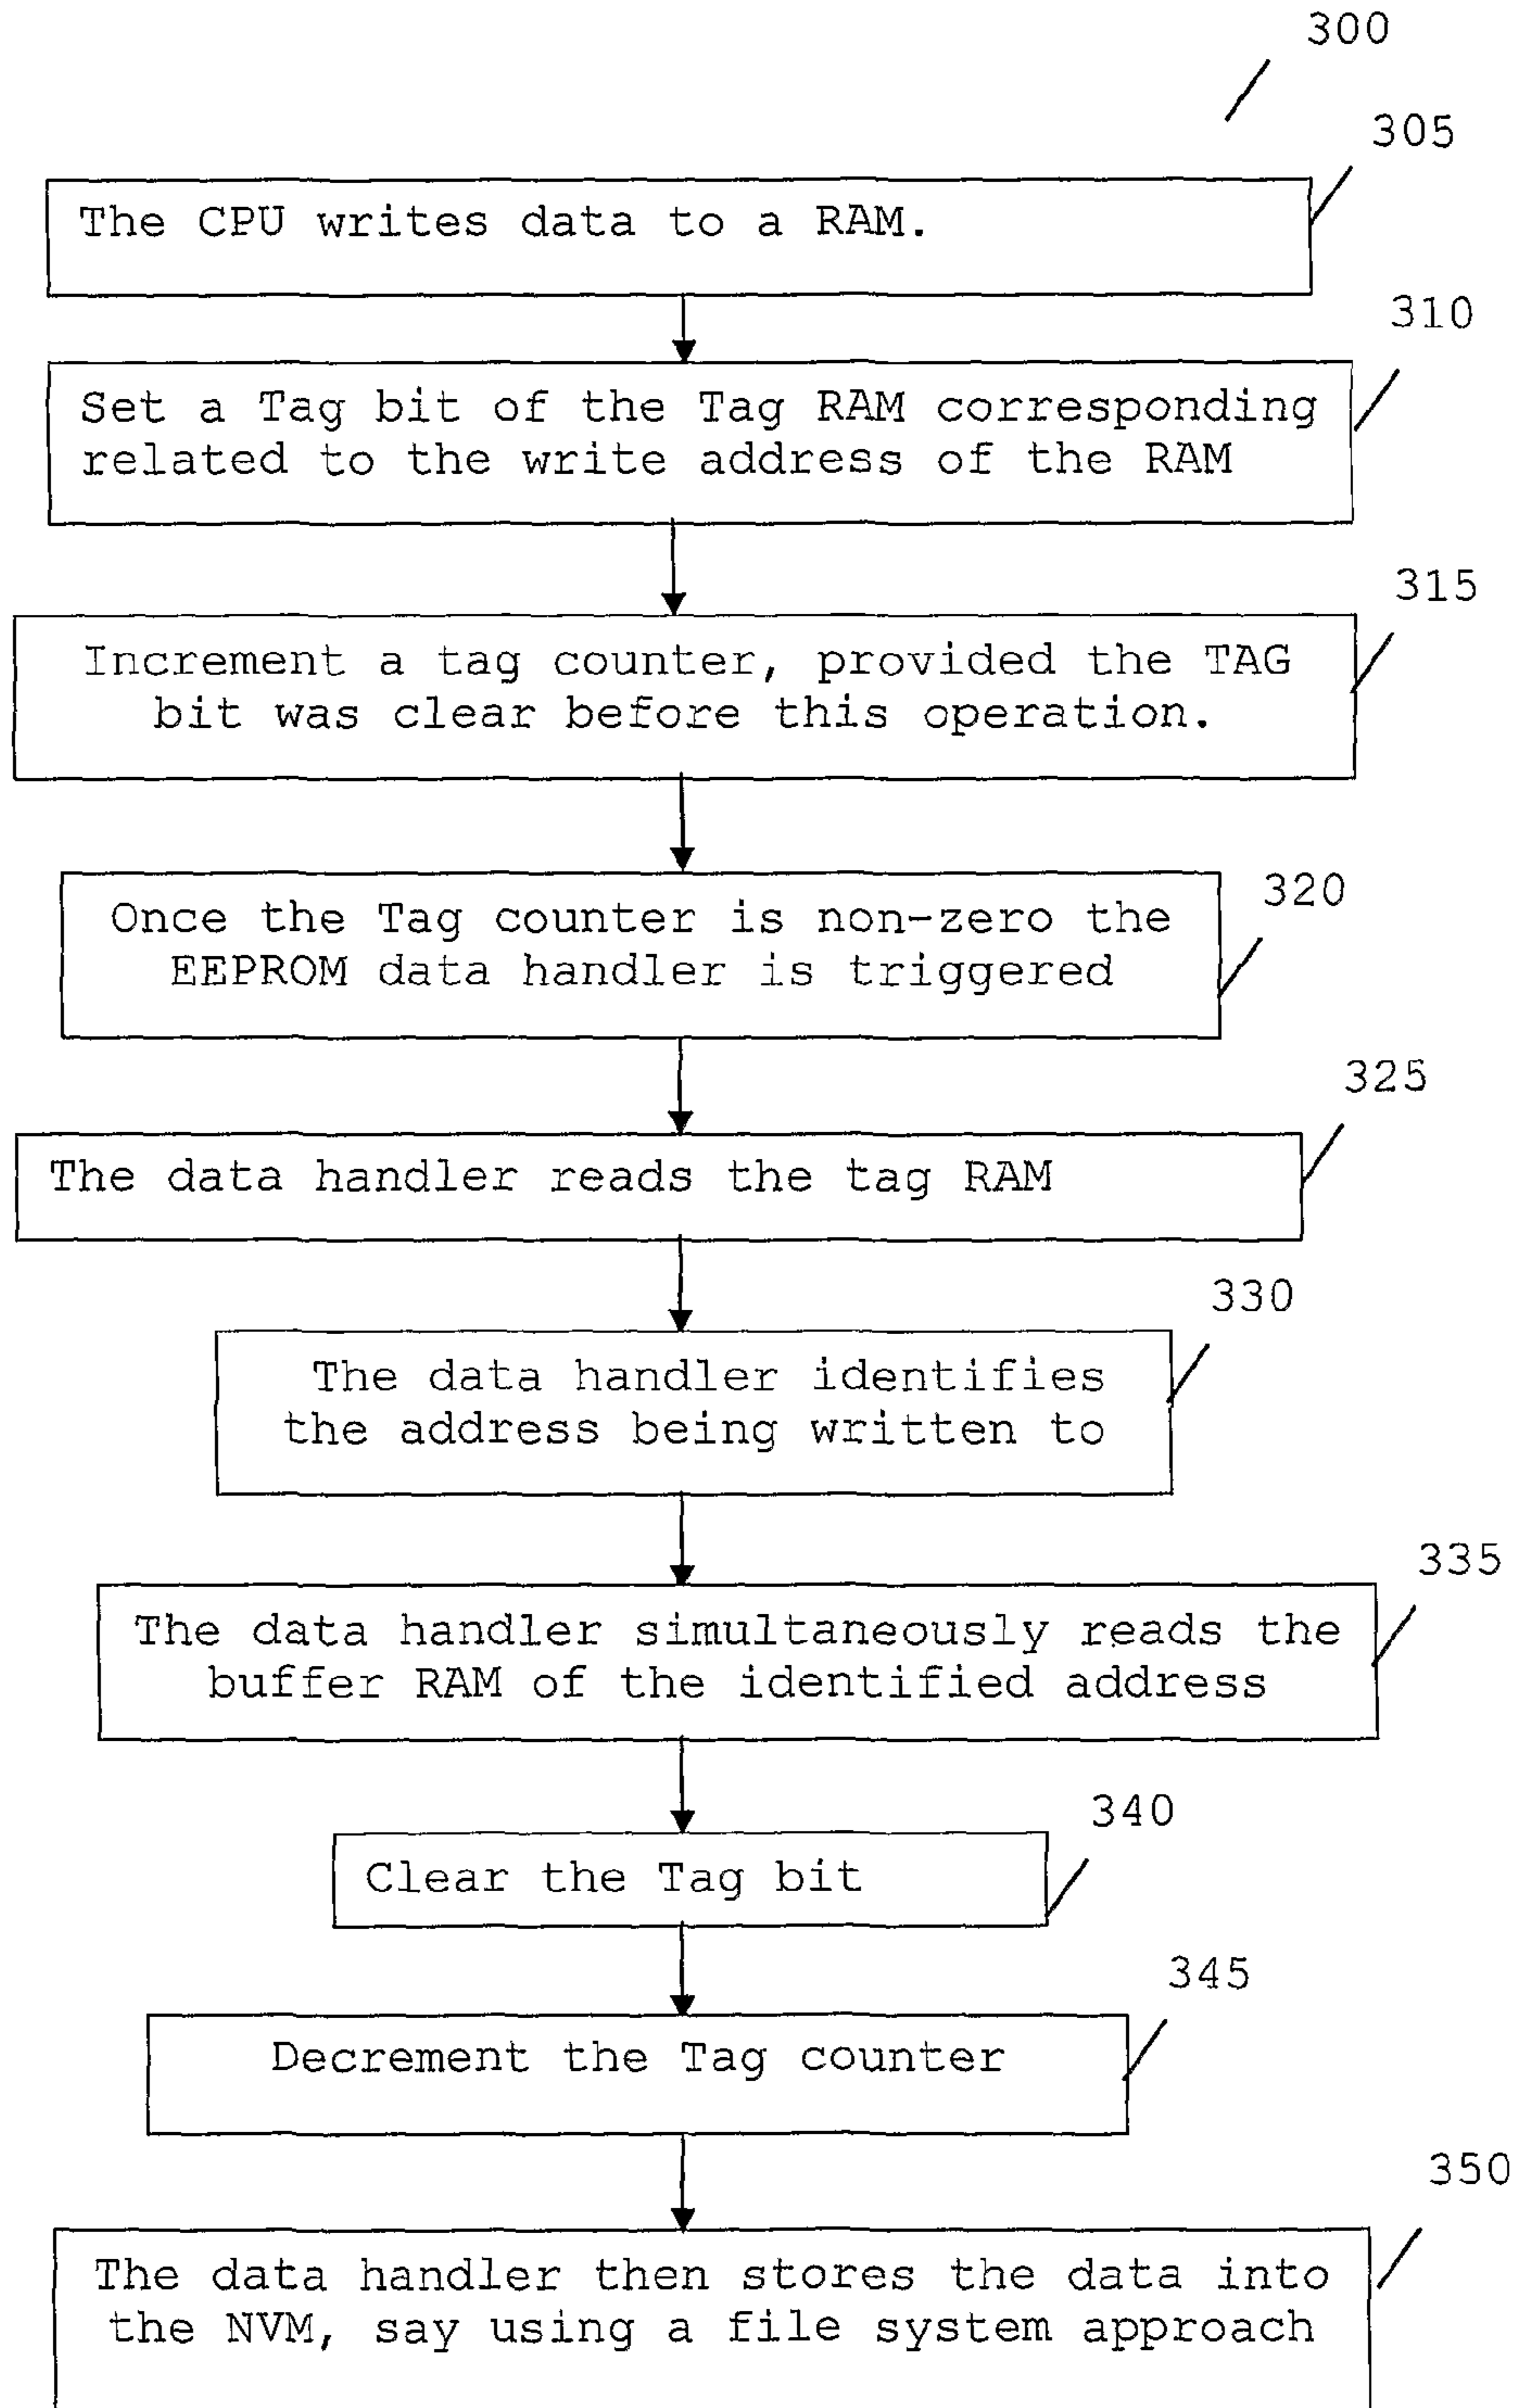 300
305
The CPU writes data to a RAM.
310
Set a Tag bit of the Tag RAM corresponding
related to the write address of the RAM
315
Increment a tag counter, provided the TAG
bit was clear before this operation.
320
Once the Tag counter is non-zero the
EEPROM data handler is triggered
325
The data handler reads the tag RAM
330
The data handler identifies
the address being written to
335
The data handler simultaneously reads the
buffer RAM of the identified address
340
Clear the Tag bit
345
Decrement the Tag counter
350
The data handler then stores the data into
the NVM, say using a file system approach